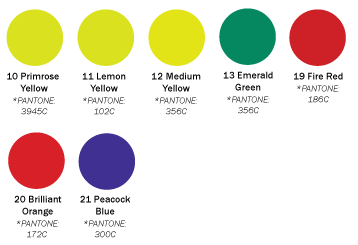 10 Primrose
Yellow
*PANTONE:
3945C
11 Lemon
Yellow
*PANTONE:
102C
12 Medium
Yellow
*PANTONE:
356C
13 Emerald
Green
*PANTONE:
356C
19 Fire Red
*PANTONE:
186C
20 Brilliant
Orange
*PANTONE:
172C
21 Peacock
Blue
*PANTONE:
300C